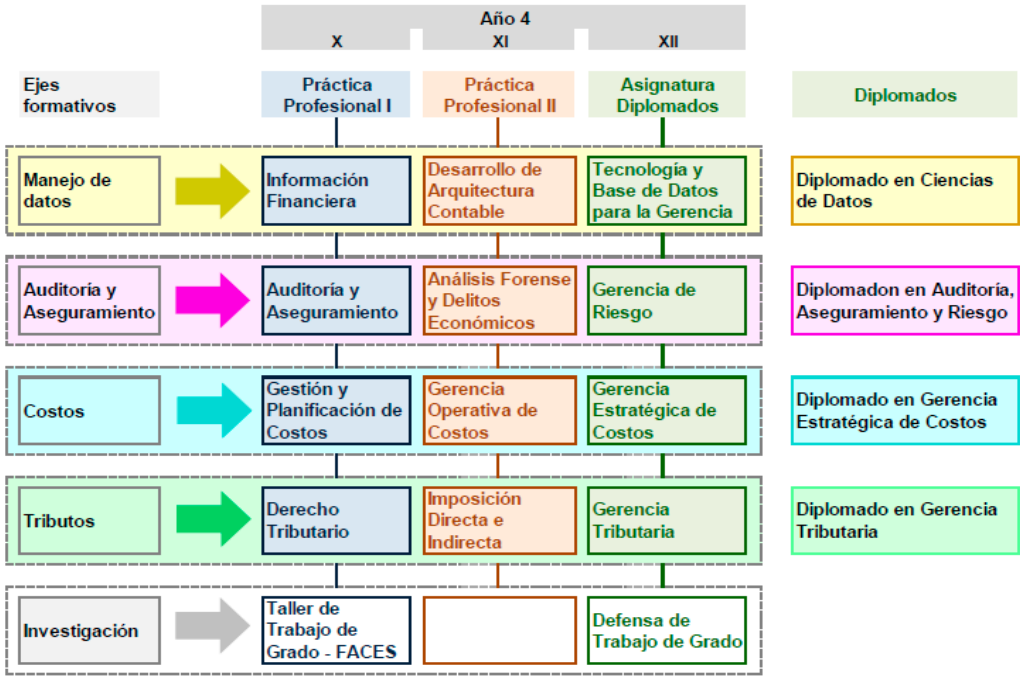 Año 4
X XI XII
Ejes
formativos
Práctica
Profesional I
Práctica
Profesional II
Asignatura
Diplomados
Diplomados
Manejo de
datos
Información
Financiera
Desarrollo de
Arquitectura
Contable
Tecnología y
Base de Datos
para la Gerencia
Diplomado en Ciencias
de Datos
Auditoría y
Aseguramiento
Auditoría y
Aseguramiento
Análisis Forense
y Delitos
Económicos
Gerencia de
Riesgo
Diplomadon en Auditoría,
Aseguramiento y Riesgo
Costos
Gestión y
Planificación de
Costos
Gerencia
Operativa de
Costos
Gerencia
Estratégica de
Costos
Diplomado en Gerencia
Estratégica de Costos
Tributos
Derecho
Tributario
Imposición
Directa e
Indirecta
Gerencia
Tributaria
Diplomado en Gerencia
Tributaria
Investigación
Taller de
Trabajo de
Grado - FACES
Defensa de
Trabajo de Grado